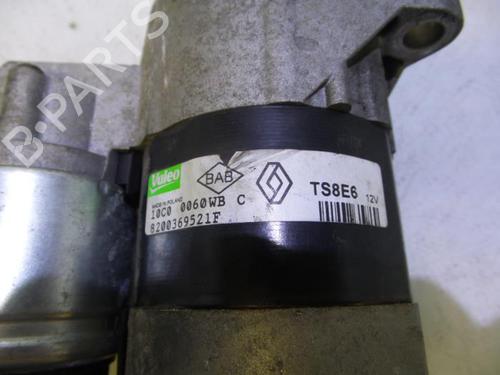 B-PARTS
Valeo
BAB
TS8E6 12V
MADE IN POLAND
10C0 0060WB C
8200369521F